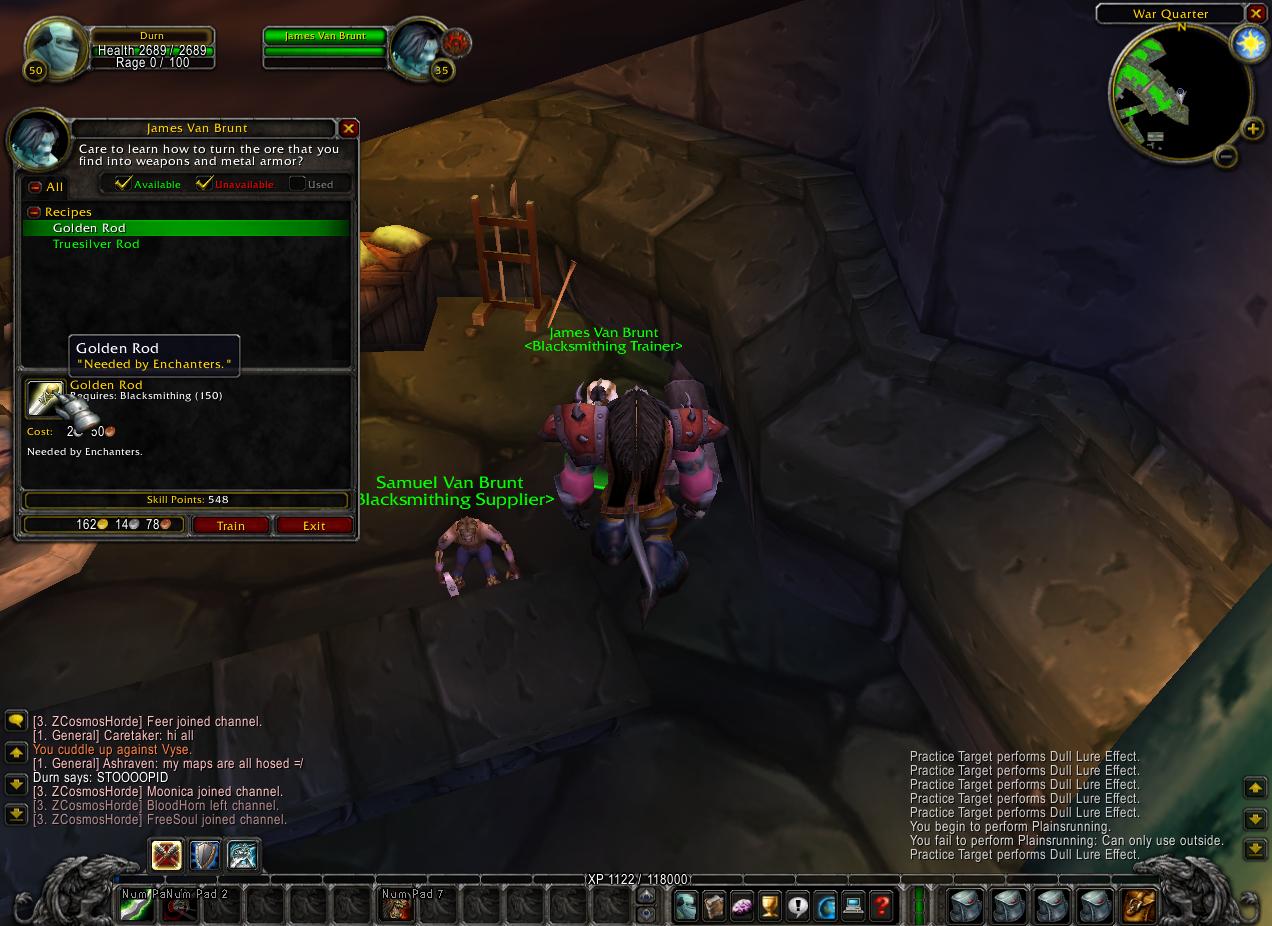 Durn
Health 2689 / 2689
Rage 0 / 100
50
James Van Brunt
35
War Quarter
N
James Van Brunt
Care to learn how to turn the ore that you
find into weapons and metal armor?
All
Available
Unavailable
Used
Recipes
Golden Rod
Truesilver Rod
Golden Rod
"Needed by Enchanters."
Golden Rod
Requires: Blacksmithing (150)
Cost:
50
Needed by Enchanters.
Skill Points: 548
162 14 78
Train
Exit
James Van Brunt
<Blacksmithing Trainer>
Samuel Van Brunt
Blacksmithing Supplier>
[3. ZCosmosHorde] Feer joined channel.
[1. General] Caretaker: hi all
You cuddle up against Vyse.
[1. General] Ashraven: my maps are all hosed =/
Durn says: STOOOOPID
[3. ZCosmosHorde] Moonica joined channel.
[3. ZCosmosHorde] BloodHorn left channel.
[3. ZCosmosHorde] FreeSoul joined channel.
Practice Target performs Dull Lure Effect.
Practice Target performs Dull Lure Effect.
Practice Target performs Dull Lure Effect.
Practice Target performs Dull Lure Effect.
Practice Target performs Dull Lure Effect.
You begin to perform Plainsrunning.
You fail to perform Plainsrunning: Can only use outside.
Practice Target performs Dull Lure Effect.
XP 1122 / 118000
Num Pa
Num Pad 2
Num Pad 7